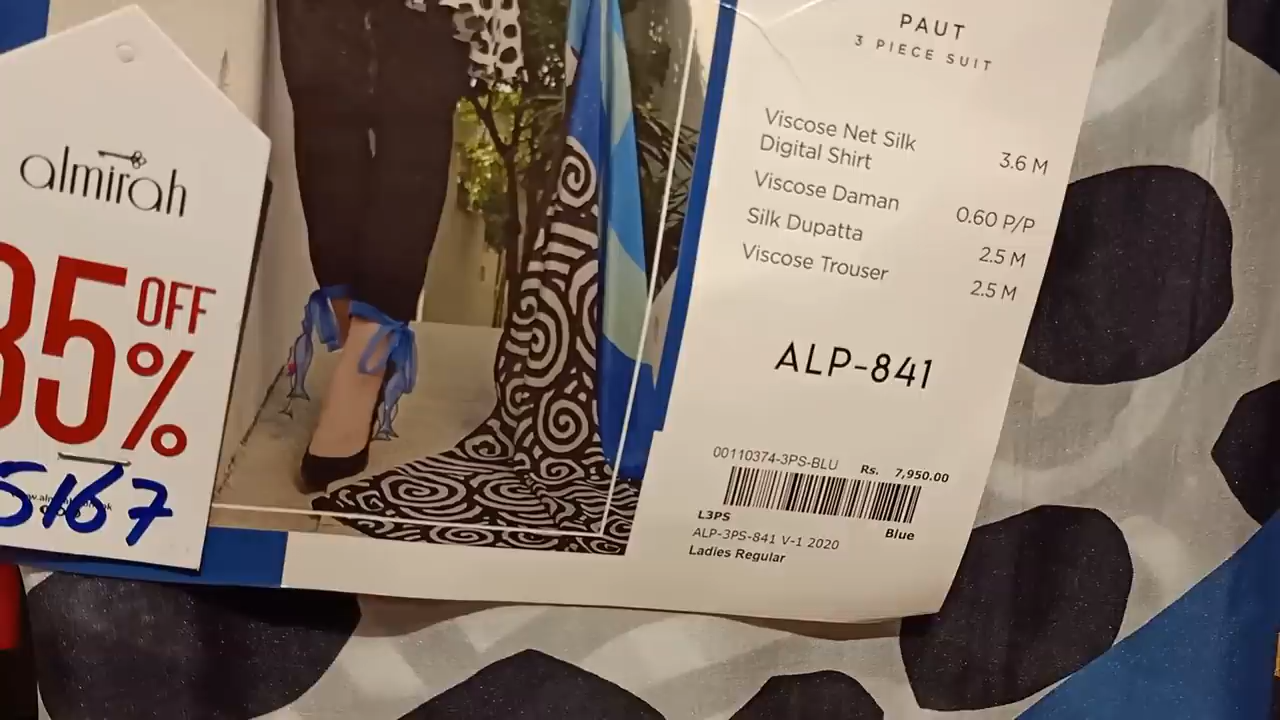 almirah
35%
OFF
5167
PAUT
3 PIECE SUIT
Viscose Net Silk
Digital Shirt 3.6 M
Viscose Daman 0.60 P/P
Silk Dupatta 2.5 M
Viscose Trouser 2.5 M
ALP-841
00110374-3PS-BLU Rs. 7,950.00
L3PS Blue
ALP-3PS-841 V-1 2020
Ladies Regular